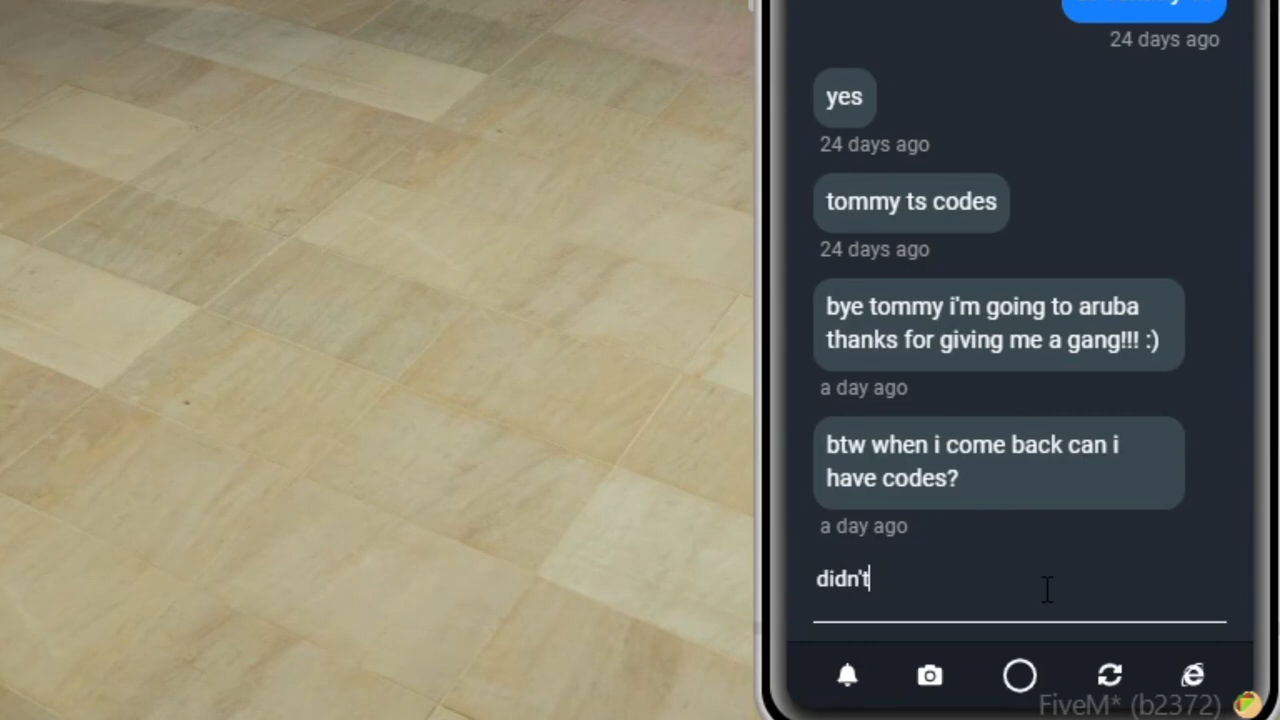 24 days ago
yes
24 days ago
tommy ts codes
24 days ago
bye tommy i'm going to aruba
thanks for giving me a gang!!! :)
a day ago
btw when i come back can i
have codes?
a day ago
didn't
FiveM* (b2372)